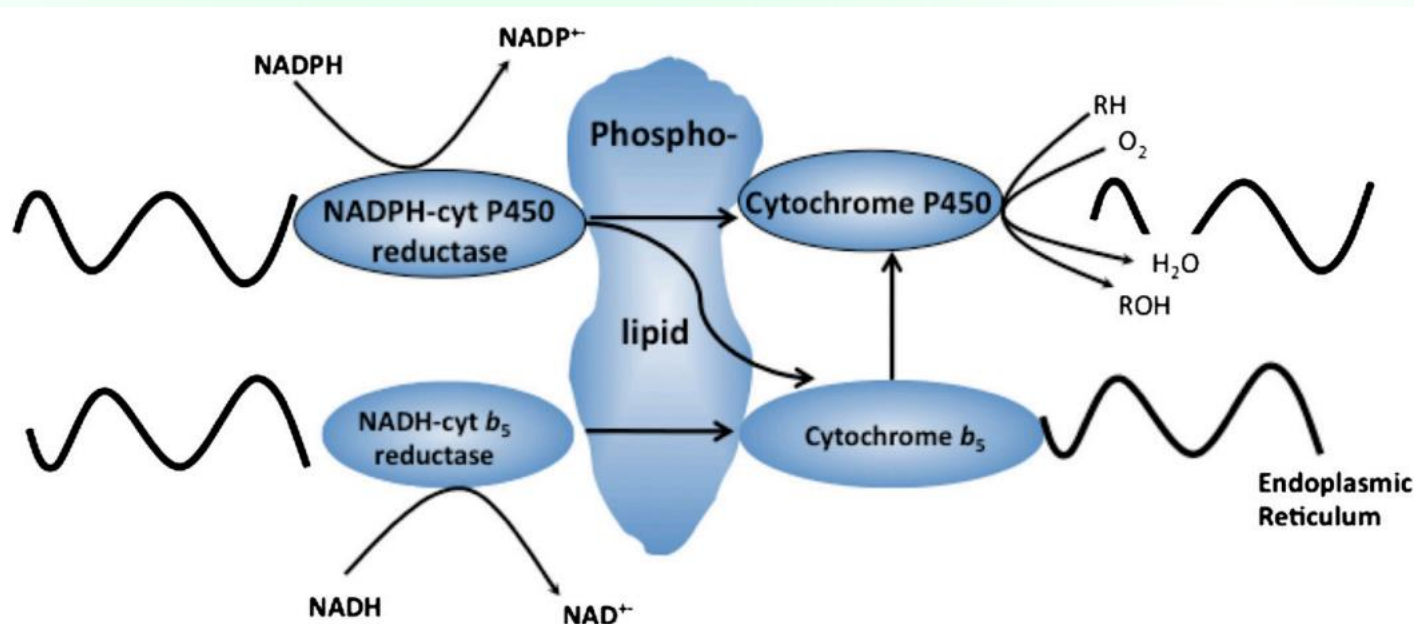 NADPH
NADP⁺⁻
Phospho-
lipid
NADPH-cyt P450
reductase
Cytochrome P450
RH
O₂
H₂O
ROH
NADH-cyt b₅
reductase
Cytochrome b₅
NADH
NAD⁺⁻
Endoplasmic
Reticulum